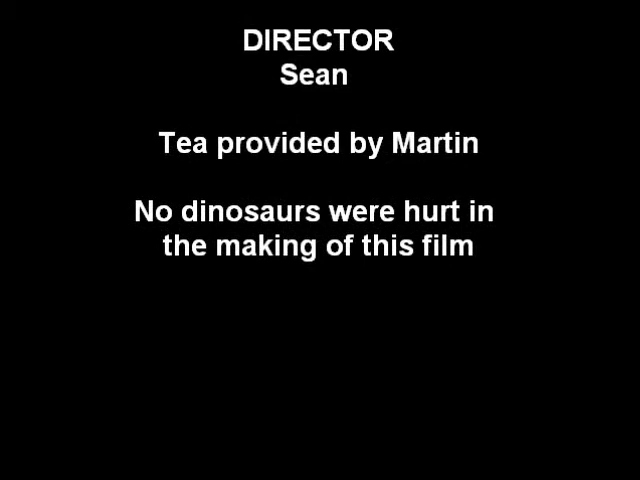 DIRECTOR
Sean
Tea provided by Martin
No dinosaurs were hurt in
the making of this film